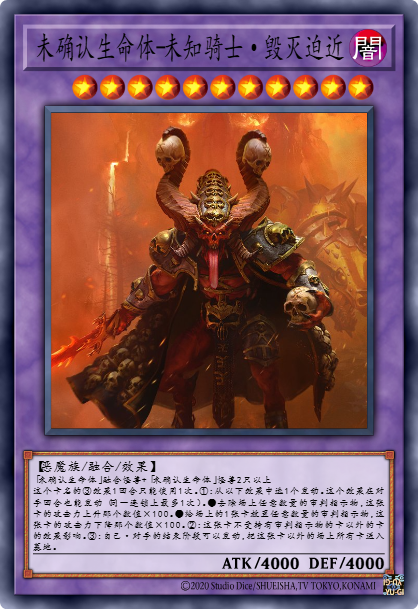 未确认生命体-未知骑士·毁灭迫近 闇
【恶魔族/融合/效果】
「未确认生命体」融合怪兽+「未确认生命体」怪兽2只以上
这个卡名的③效果1回合只能使用1次。①:从以下效果中选1个发动。这个效果在对
手回合也能发动(同一连锁上最多1次)。●去除场上任意数量的审判指示物,这张
卡的攻击力上升那个数值×100。●给场上的1张卡放置任意数量的审判指示物,这
张卡的攻击力下降那个数值×100。②:这张卡不受持有审判指示物的卡以外的卡
的效果影响。③:自己·对手的结束阶段可以发动,把这张卡以外的场上所有卡送入
墓地。
ATK/4000 DEF/4000
©2020 Studio Dice/SHUEISHA,TV TOKYO,KONAMI